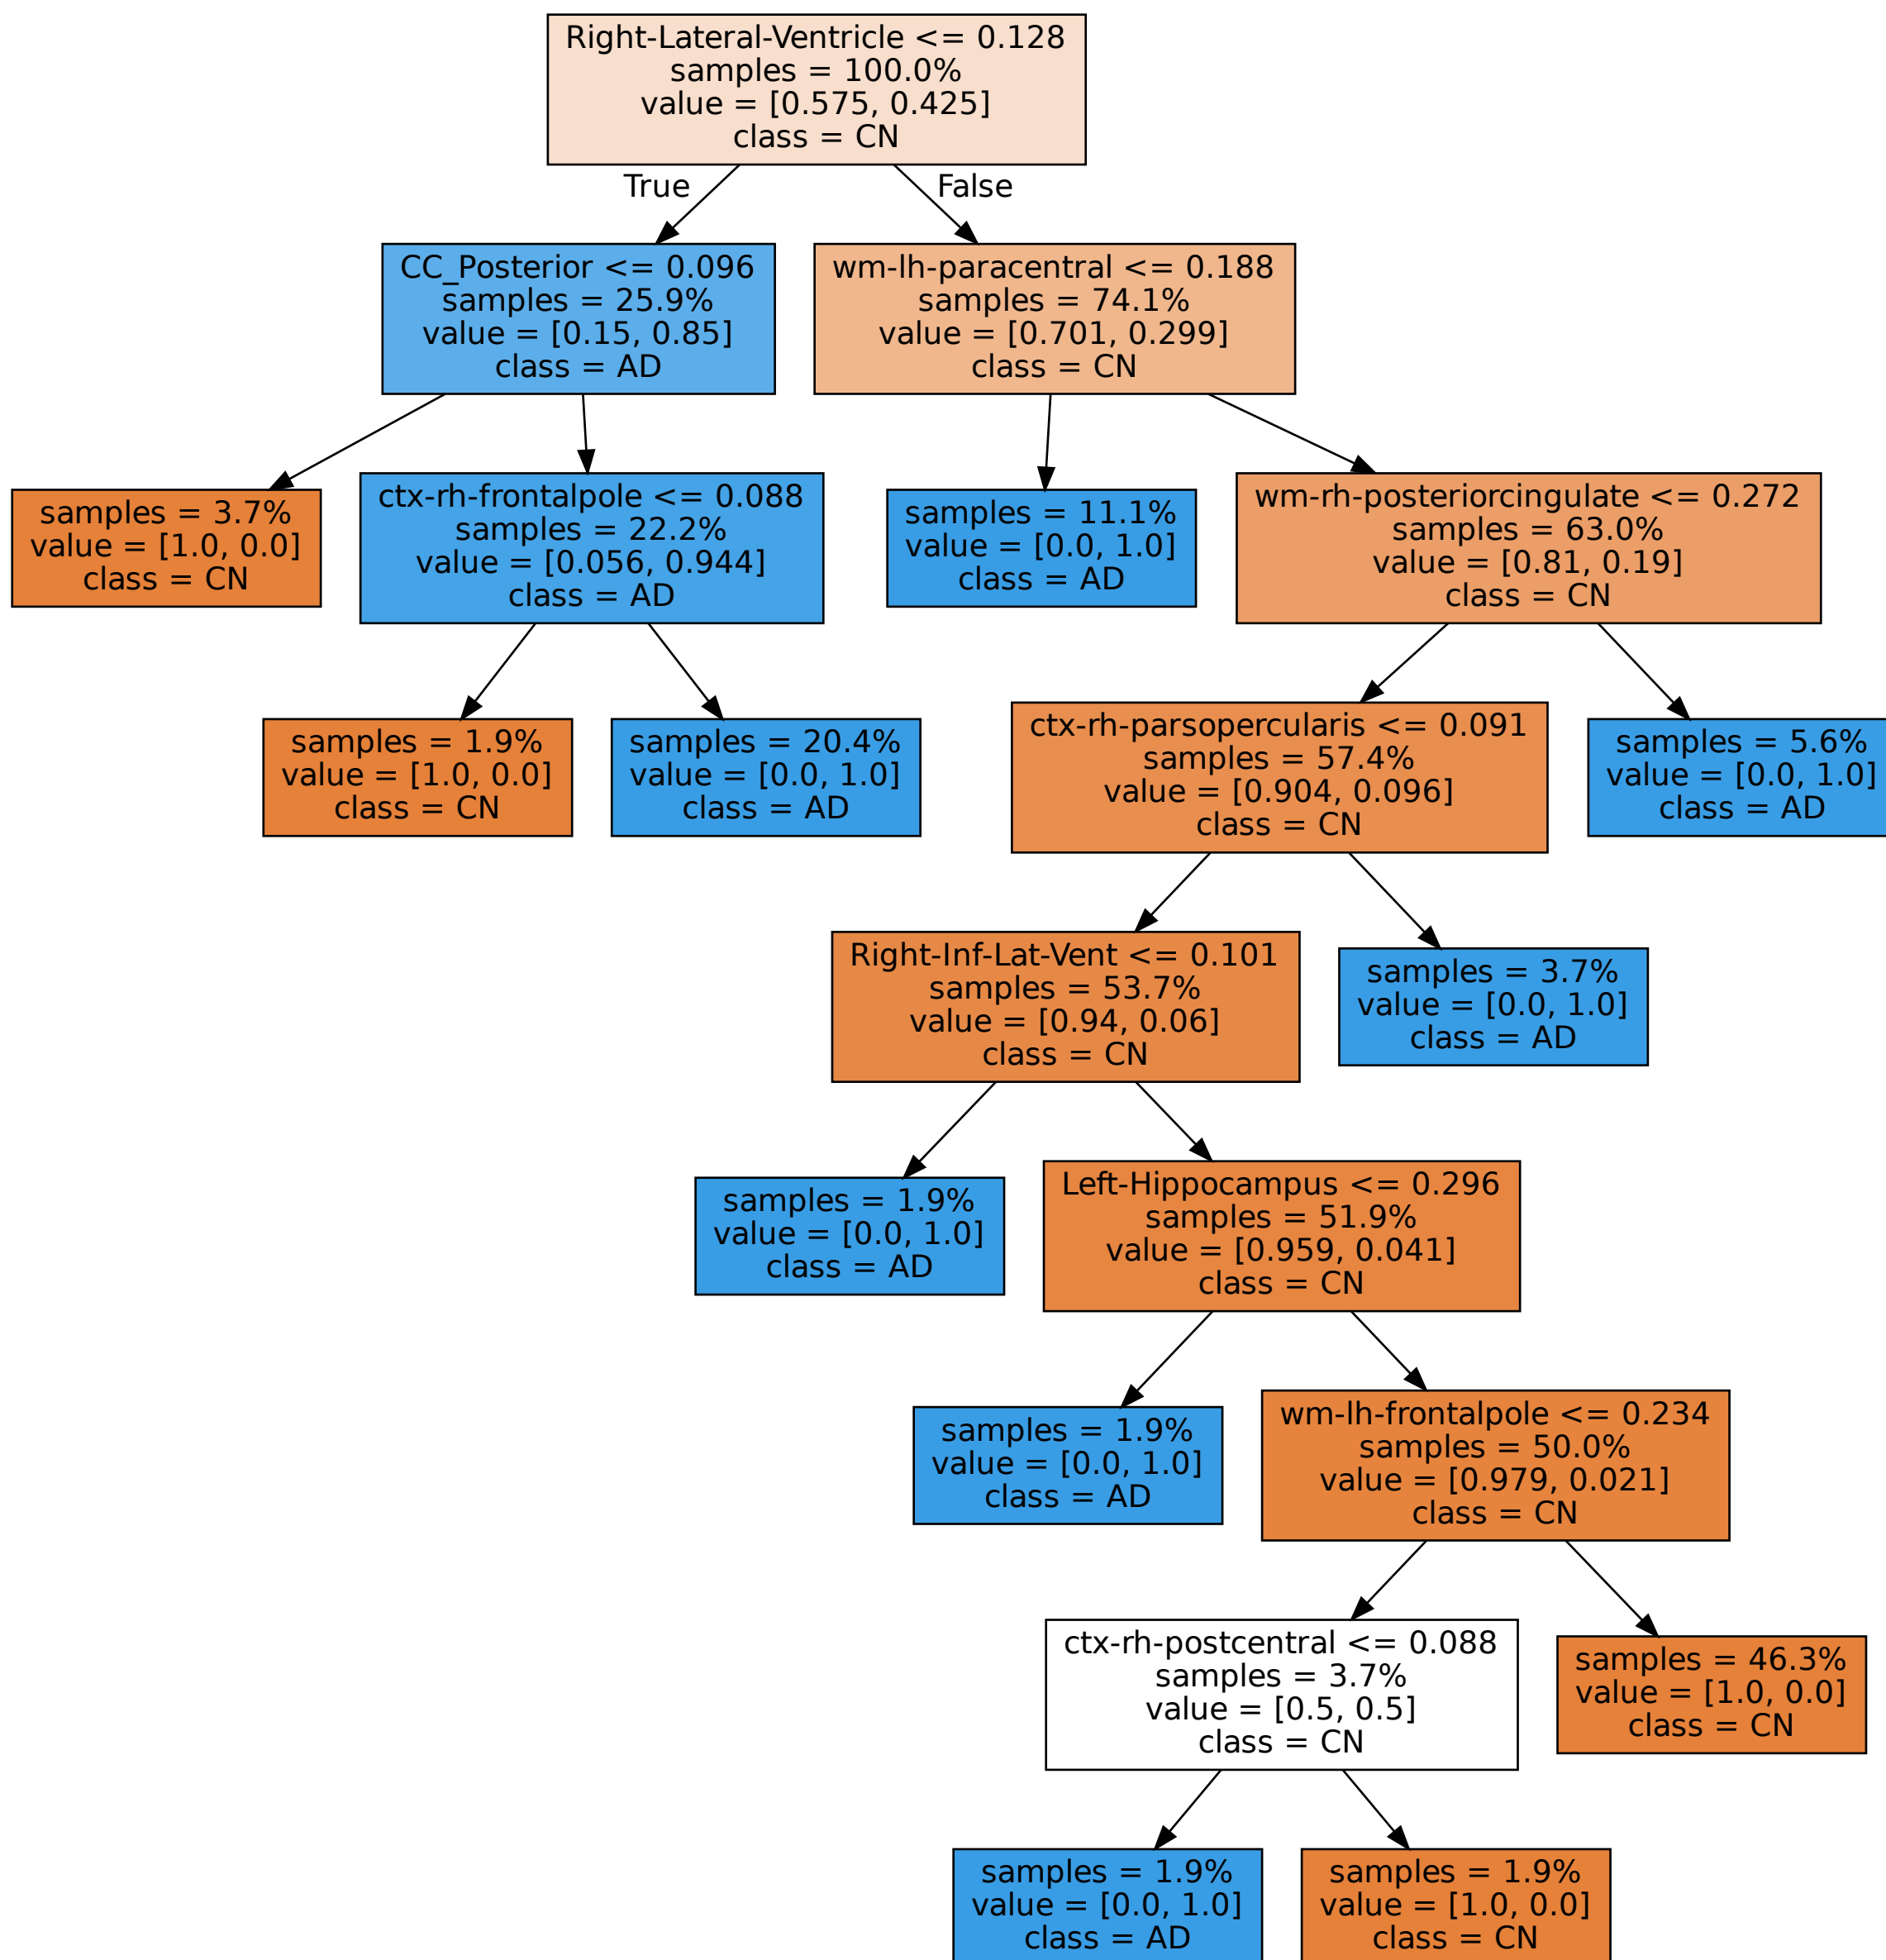 Right-Lateral-Ventricle <= 0.128
samples = 100.0%
value = [0.575, 0.425]
class = CN
True
False
CC_Posterior <= 0.096
samples = 25.9%
value = [0.15, 0.85]
class = AD
wm-lh-paracentral <= 0.188
samples = 74.1%
value = [0.701, 0.299]
class = CN
samples = 3.7%
value = [1.0, 0.0]
class = CN
ctx-rh-frontalpole <= 0.088
samples = 22.2%
value = [0.056, 0.944]
class = AD
samples = 11.1%
value = [0.0, 1.0]
class = AD
wm-rh-posteriorcingulate <= 0.272
samples = 63.0%
value = [0.81, 0.19]
class = CN
samples = 1.9%
value = [1.0, 0.0]
class = CN
samples = 20.4%
value = [0.0, 1.0]
class = AD
ctx-rh-parsopercularis <= 0.091
samples = 57.4%
value = [0.904, 0.096]
class = CN
samples = 5.6%
value = [0.0, 1.0]
class = AD
Right-Inf-Lat-Vent <= 0.101
samples = 53.7%
value = [0.94, 0.06]
class = CN
samples = 3.7%
value = [0.0, 1.0]
class = AD
samples = 1.9%
value = [0.0, 1.0]
class = AD
Left-Hippocampus <= 0.296
samples = 51.9%
value = [0.959, 0.041]
class = CN
samples = 1.9%
value = [0.0, 1.0]
class = AD
wm-lh-frontalpole <= 0.234
samples = 50.0%
value = [0.979, 0.021]
class = CN
ctx-rh-postcentral <= 0.088
samples = 3.7%
value = [0.5, 0.5]
class = CN
samples = 46.3%
value = [1.0, 0.0]
class = CN
samples = 1.9%
value = [0.0, 1.0]
class = AD
samples = 1.9%
value = [1.0, 0.0]
class = CN